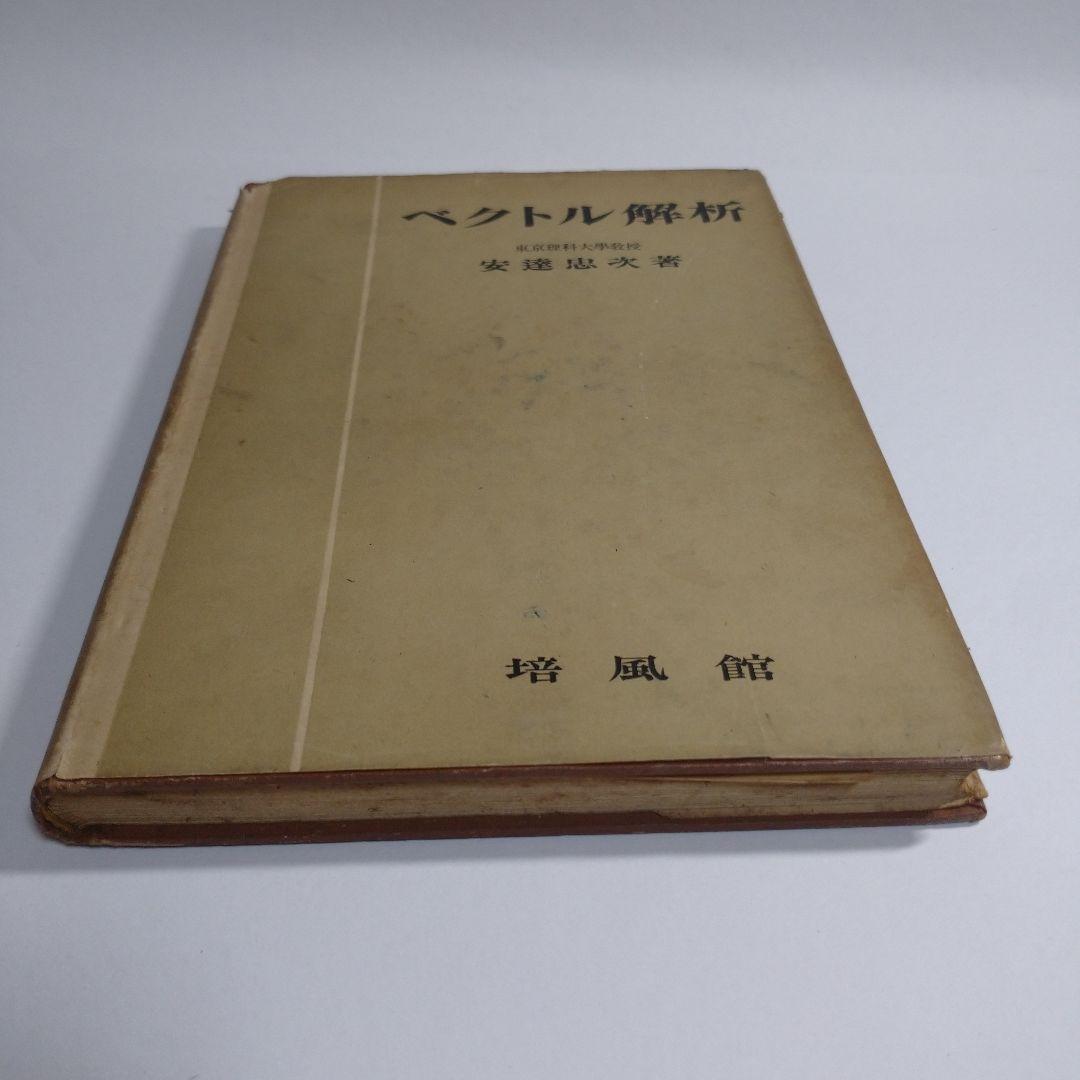 ベクトル解析
東京理科大學教授
安達忠次著
培風館